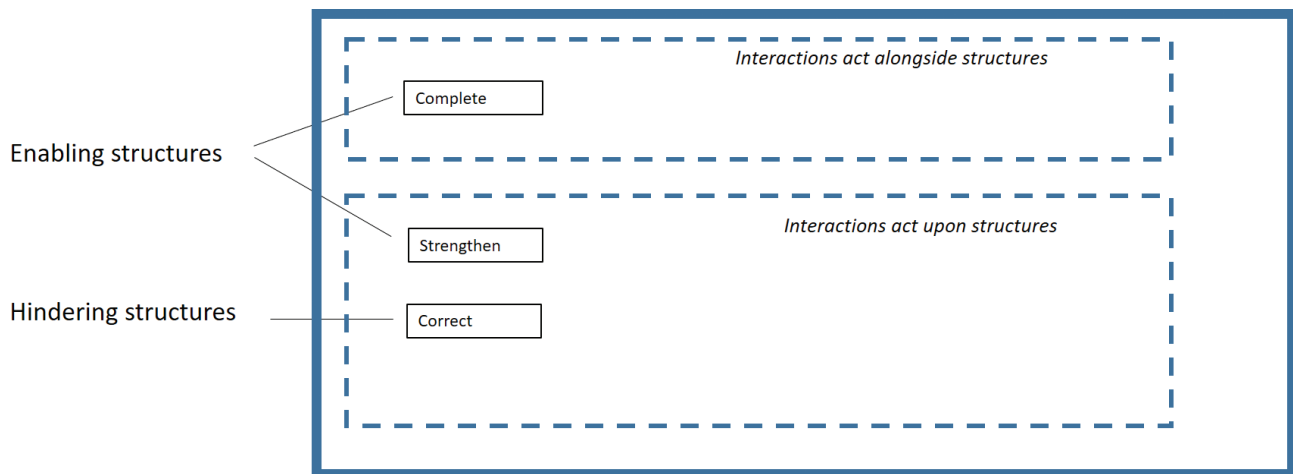 Interactions act alongside structures
Complete
Enabling structures
Interactions act upon structures
Strengthen
Hindering structures
Correct